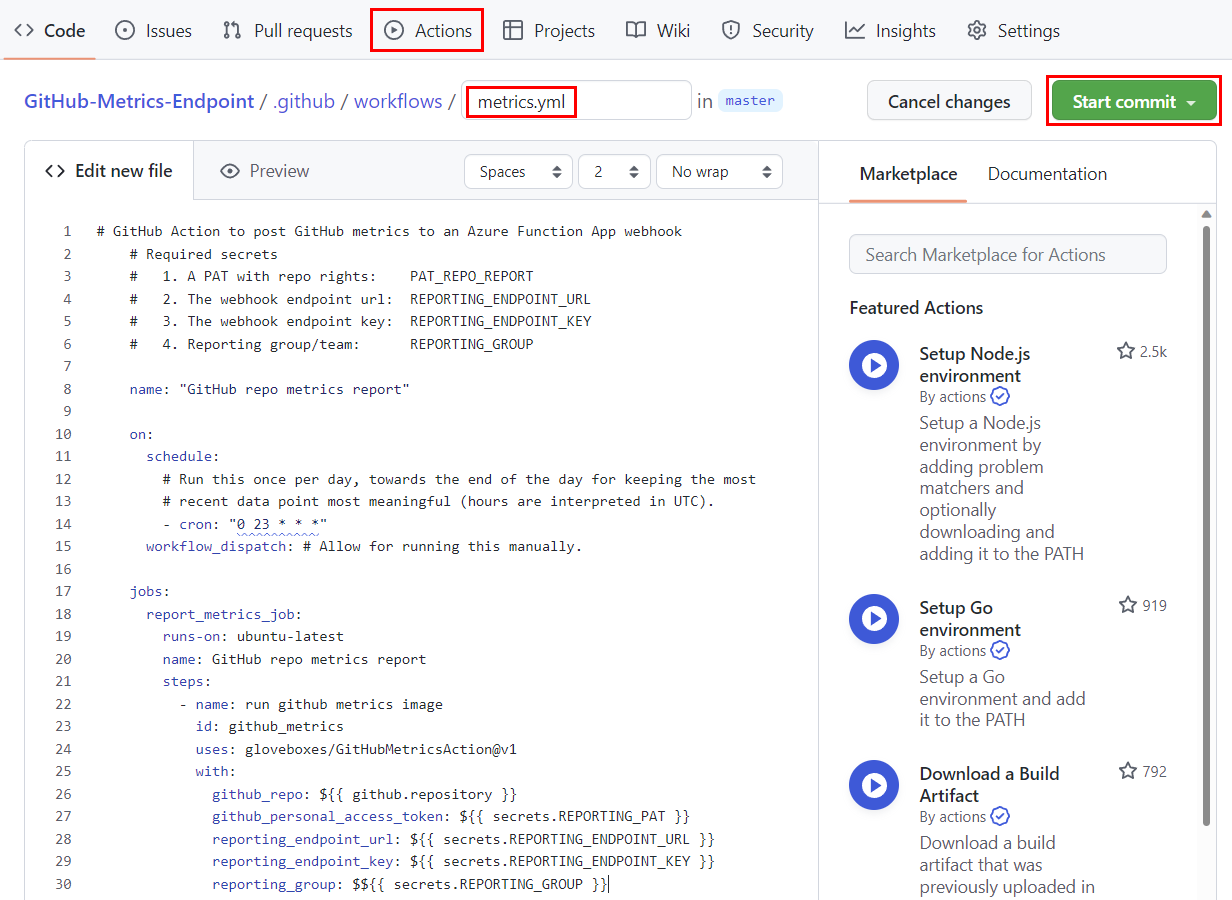 Code Issues Pull requests Actions Projects Wiki Security Insights Settings
GitHub-Metrics-Endpoint / .github / workflows / metrics.yml in master Cancel changes Start commit
Edit new file Preview Spaces 2 No wrap
1 # GitHub Action to post GitHub metrics to an Azure Function App webhook
2 # Required secrets
3 # 1. A PAT with repo rights: PAT_REPO_REPORT
4 # 2. The webhook endpoint url: REPORTING_ENDPOINT_URL
5 # 3. The webhook endpoint key: REPORTING_ENDPOINT_KEY
6 # 4. Reporting group/team: REPORTING_GROUP
7
8 name: "GitHub repo metrics report"
9
10 on:
11 schedule:
12 # Run this once per day, towards the end of the day for keeping the most
13 # recent data point most meaningful (hours are interpreted in UTC).
14 - cron: "0 23 * * *"
15 workflow_dispatch: # Allow for running this manually.
16
17 jobs:
18 report_metrics_job:
19 runs-on: ubuntu-latest
20 name: GitHub repo metrics report
21 steps:
22 - name: run github metrics image
23 id: github_metrics
24 uses: gloveboxes/GitHubMetricsAction@v1
25 with:
26 github_repo: ${{ github.repository }}
27 github_personal_access_token: ${{ secrets.REPORTING_PAT }}
28 reporting_endpoint_url: ${{ secrets.REPORTING_ENDPOINT_URL }}
29 reporting_endpoint_key: ${{ secrets.REPORTING_ENDPOINT_KEY }}
30 reporting_group: $${{ secrets.REPORTING_GROUP }}
Marketplace Documentation
Search Marketplace for Actions
Featured Actions
Setup Node.js 2.5k
environment
By actions
Setup a Node.js
environment by
adding problem
matchers and
optionally
downloading and
adding it to the PATH
Setup Go 919
environment
By actions
Setup a Go
environment and add
it to the PATH
Download a Build 792
Artifact
By actions
Download a build
artifact that was
previously uploaded in